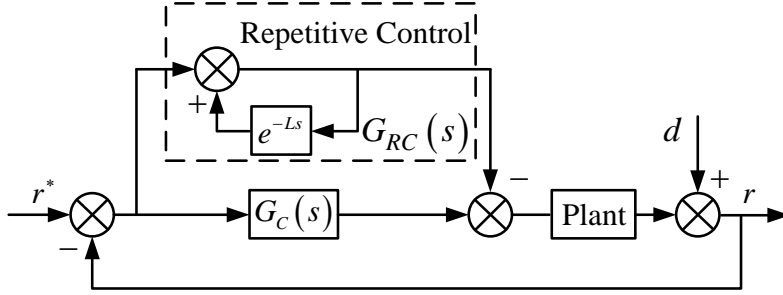 Repetitive Control
+
e^{-Ls}
G_{RC}(s)
d
r^*
−
G_C(s)
−
Plant
+
r